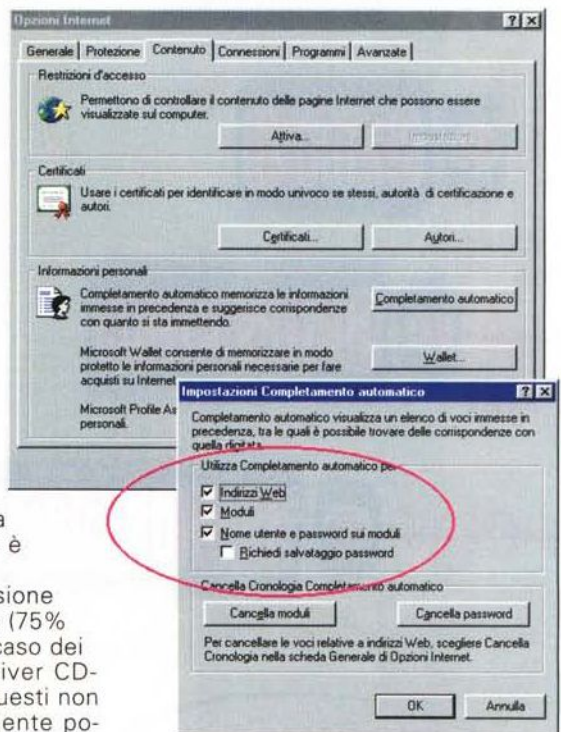 Opzioni Internet
Generale Protezione Contenuto Connessioni Programmi Avanzate
Restrizioni d'accesso
Permettono di controllare il contenuto delle pagine Internet che possono essere
visualizzate sul computer.
Attiva... Impostazioni...
Certificati
Usare i certificati per identificare in modo univoco se stessi, autorità di certificazione e
autori.
Certificati... Autori...
Informazioni personali
Completamento automatico memorizza le informazioni
immesse in precedenza e suggerisce corrispondenze
con quanto si sta immettendo.
Completamento automatico
Microsoft Wallet consente di memorizzare in modo
protetto le informazioni personali necessarie per fare
acquisti su Internet
Wallet...
Microsoft Profile As
personali.
Impostazioni Completamento automatico
Completamento automatico visualizza un elenco di voci immesse in
precedenza, tra le quali è possibile trovare delle corrispondenze con
quella digitata.
Utilizza Completamento automatico per
Indirizzi Web
Moduli
Nome utente e password sui moduli
Richiedi salvataggio password
Cancella Cronologia Completamento automatico
Cancella moduli Cancella password
Per cancellare le voci relative a indirizzi Web, scegliere Cancella
Cronologia nella scheda Generale di Opzioni Internet.
OK Annulla
a
è
sione
(75%
caso dei
iver CD-
uesti non
ente po-